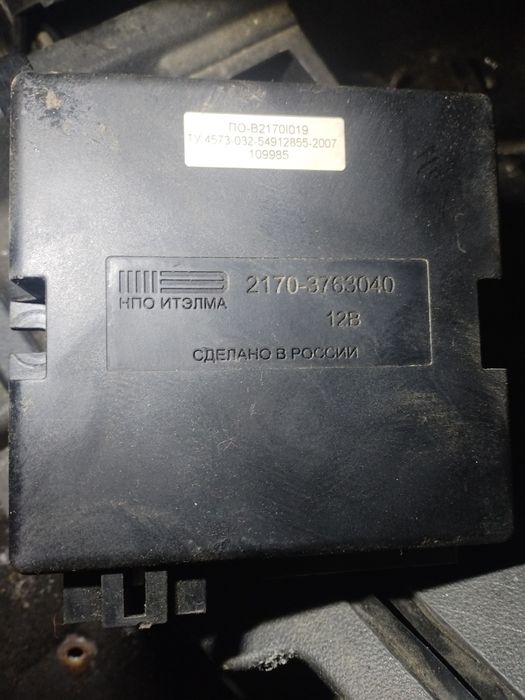 ПО-В2170I019
ТУ 4573-032-54912855-2007
109985
НПО ИТЭЛМА
2170-3763040
12В
СДЕЛАНО В РОССИИ